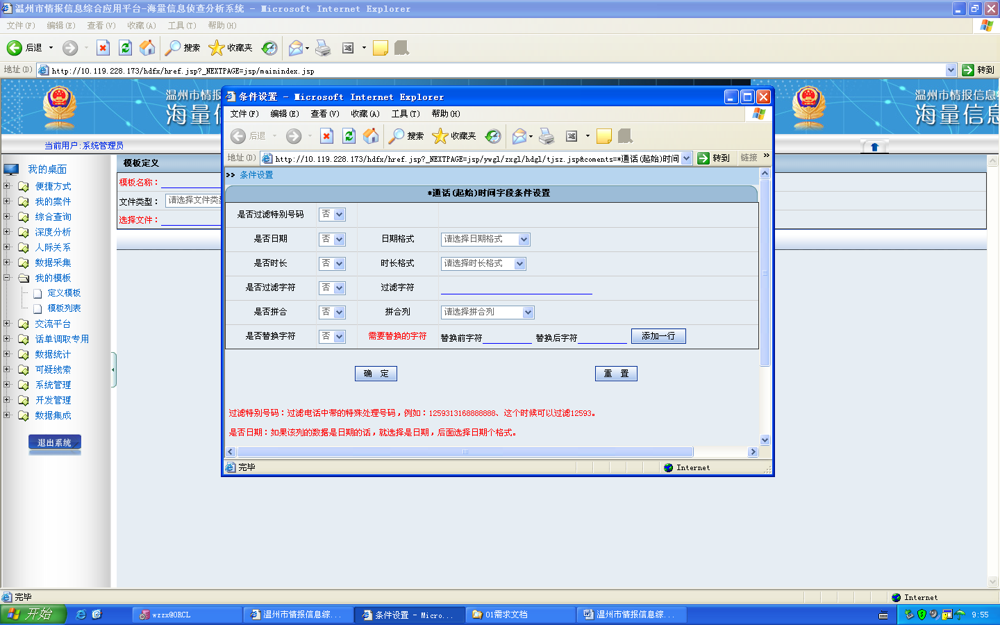 温州市情报信息综合应用平台-海量信息侦查分析系统 - Microsoft Internet Explorer
文件(F) 编辑(E) 查看(V) 收藏(A) 工具(T) 帮助(H)
后退 搜索 收藏夹
地址(D) http://10.119.228.173/hdfx/href.jsp?_NEXTPAGE=jsp/mainindex.jsp 转到
温州市情报
海量信
温州市情报信息
海量信息
当前用户:系统管理员
我的桌面
便捷方式
我的案件
综合查询
深度分析
人际关系
数据采集
我的模板
定义模板
模板列表
交流平台
话单调取专用
数据统计
可疑线索
系统管理
开发管理
数据集成
退出系统
模板定义
模板名称：
文件类型： 请选择文件类
选择文件：
条件设置 - Microsoft Internet Explorer
文件(F) 编辑(E) 查看(V) 收藏(A) 工具(T) 帮助(H)
后退 搜索 收藏夹
地址(D) http://10.119.228.173/hdfx/href.jsp?_NEXTPAGE=jsp/ywgl/zxgl/hdgl/tjsz.jsp&coments=*通话(起始)时间 转到 链接 »
条件设置
*通话(起始)时间字段条件设置
是否过滤特别号码 否
是否日期 否 日期格式 请选择日期格式
是否时长 否 时长格式 请选择时长格式
是否过滤字符 否 过滤字符
是否拼合 否 拼合列 请选择拼合列
是否替换字符 否 需要替换的字符 替换前字符 替换后字符 添加一行
确 定 重 置
过滤特别号码：过滤电话中带的特殊处理号码，例如：1259313168888888、这个时候可以过滤12593。
是否日期：如果该列的数据是日期的话，就选择是日期，后面选择日期个格式。
完毕 Internet
完毕 Internet
开始 wzzx@ORCL 温州市情报信息综... 条件设置 - Micro... 01需求文档 温州市情报信息综... 9:55